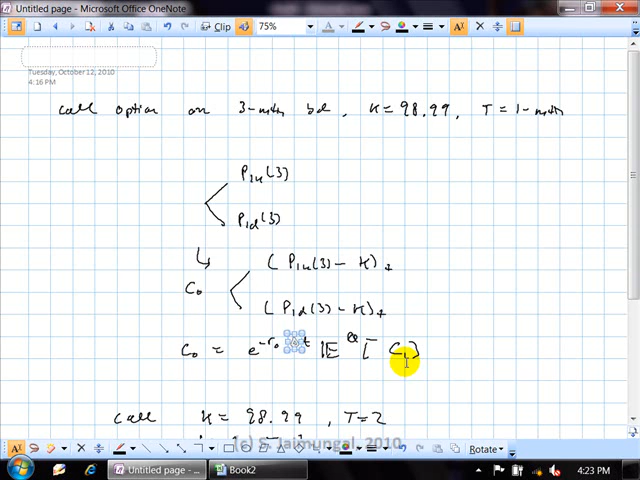 Untitled page - Microsoft Office OneNote
Clip 75%
Tuesday, October 12, 2010
4:16 PM
call option on 3-mth bd, K = 98.99, T = 1-mth
P1u(3)
P1d(3)
(P1u(3) - K)+
C0
(P1d(3) - K)+
C0 = e^-r0 Δt E^Q[ C1]
Call K = 98.99, T=2
(c) S. Jaimungal, 2010
Rotate
Untitled page - Micr... Book2 4:23 PM